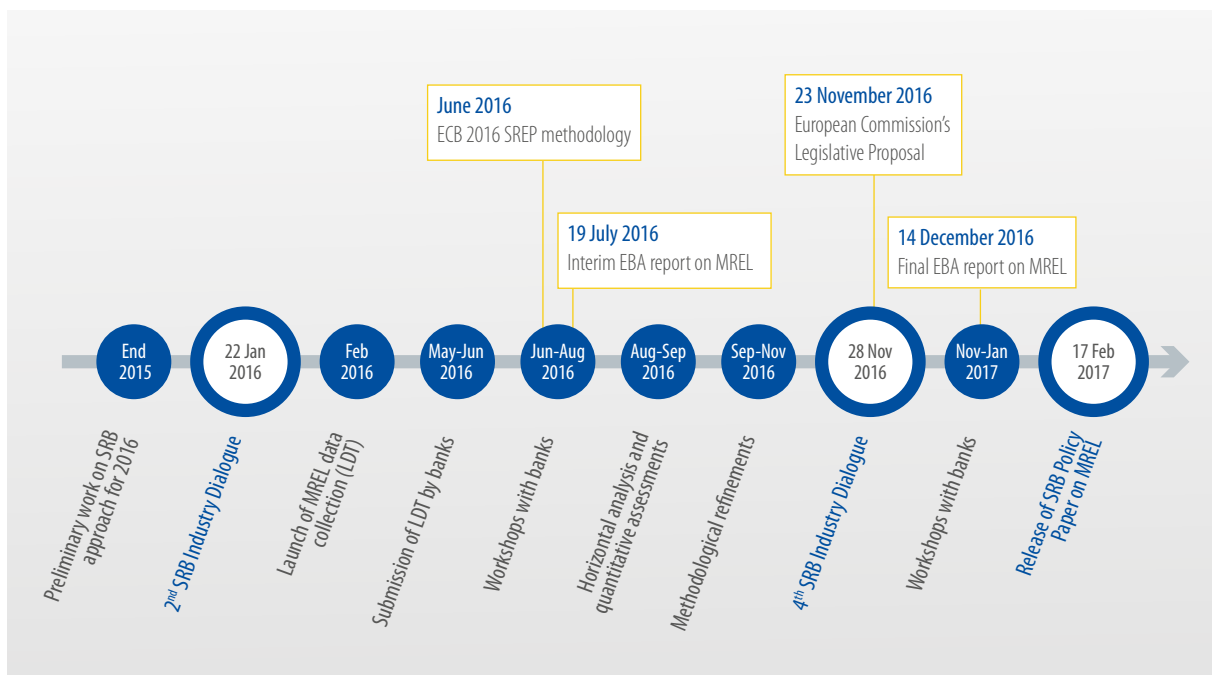 June 2016
ECB 2016 SREP methodology
23 November 2016
European Commission's
Legislative Proposal
19 July 2016
Interim EBA report on MREL
14 December 2016
Final EBA report on MREL
End
2015
22 Jan
2016
Feb
2016
May-Jun
2016
Jun-Aug
2016
Aug-Sep
2016
Sep-Nov
2016
28 Nov
2016
Nov-Jan
2017
17 Feb
2017
Preliminary work on SRB
approach for 2016
2nd SRB Industry Dialogue
Launch of MREL data
collection (LDT)
Submission of LDT by banks
Workshops with banks
Horizontal analysis and
quantitative assessments
Methodological refinements
4th SRB Industry Dialogue
Workshops with banks
Release of SRB Policy
Paper on MREL